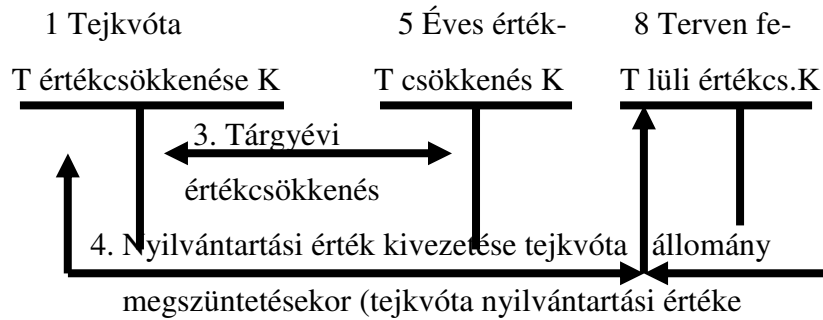 1 Tejkvóta 5 Éves érték- 8 Terven fe-
T értékcsökkenése K T csökkenés K T lüli értékcs.K
3. Tárgyévi
értékcsökkenés
4. Nyilvántartási érték kivezetése tejkvóta állomány
megszüntetésekor (tejkvóta nyilvántartási értéke